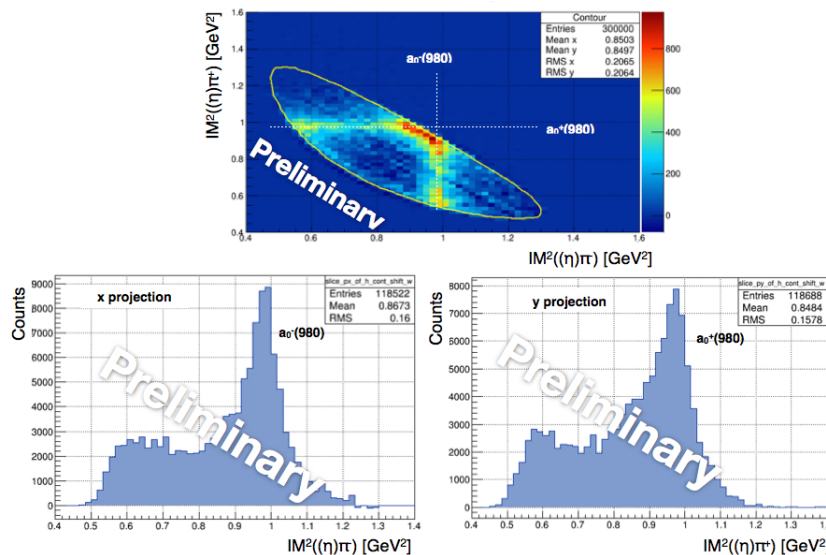 IM²((η)π⁺) [GeV²]
1.6
1.4
1.2
1
0.8
0.6
0.4
a₀⁻(980)
a₀⁺(980)
Preliminary
Contour
Entries 300000
Mean x 0.8503
Mean y 0.8497
RMS x 0.2065
RMS y 0.2064
800
600
400
200
0
0.4 0.6 0.8 1 1.2 1.4 1.6
IM²((η)π⁻) [GeV²]
Counts
9000
8000
7000
6000
5000
4000
3000
2000
1000
0
x projection
a₀⁻(980)
Preliminary
slice_px_of_h_cont_shift_w
Entries 118522
Mean 0.8673
RMS 0.16
0.4 0.5 0.6 0.7 0.8 0.9 1 1.1 1.2 1.3 1.4
IM²((η)π⁻) [GeV²]
8000
7000
6000
5000
4000
3000
2000
1000
0
y projection
a₀⁺(980)
Preliminary
slice_py_of_h_cont_shift_w
Entries 118688
Mean 0.8484
RMS 0.1578
0.4 0.5 0.6 0.7 0.8 0.9 1 1.1 1.2 1.3 1.4
IM²((η)π⁺) [GeV²]